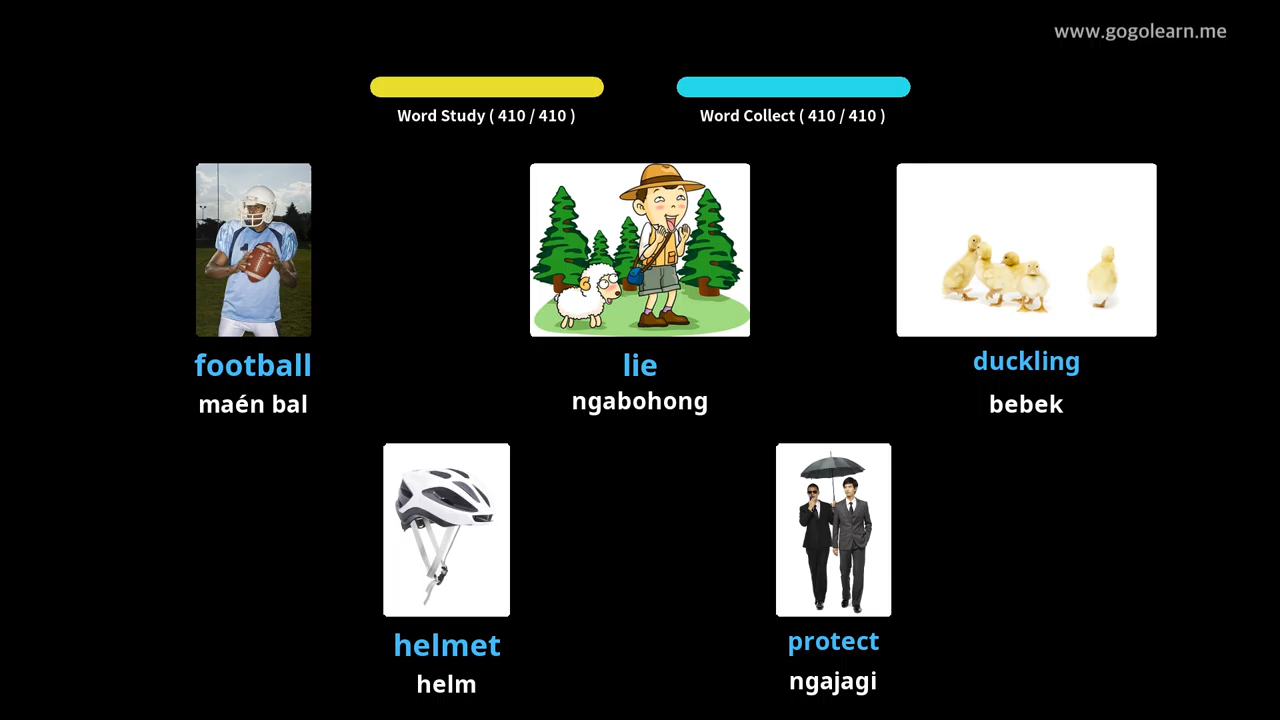 www.gogolearn.me
Word Study ( 410 / 410 )
Word Collect ( 410 / 410 )
football
maén bal
lie
ngabohong
duckling
bebek
helmet
helm
protect
ngajagi